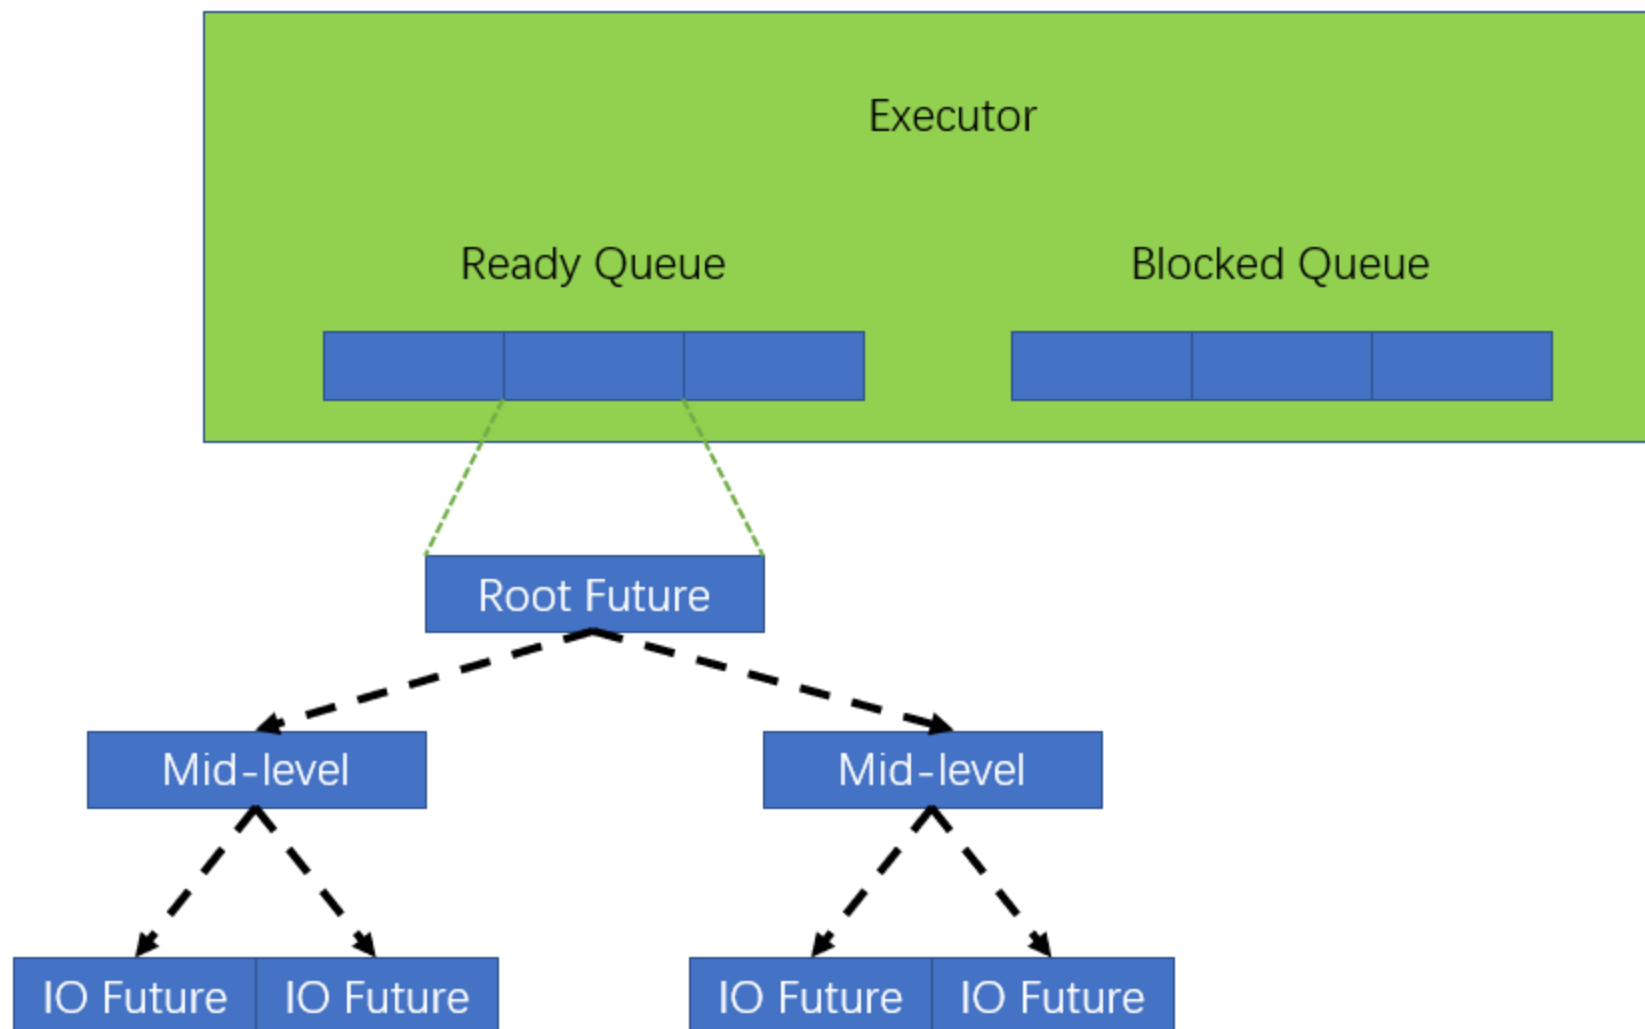 Executor
Ready Queue
Blocked Queue
Root Future
Mid-level
Mid-level
IO Future
IO Future
IO Future
IO Future